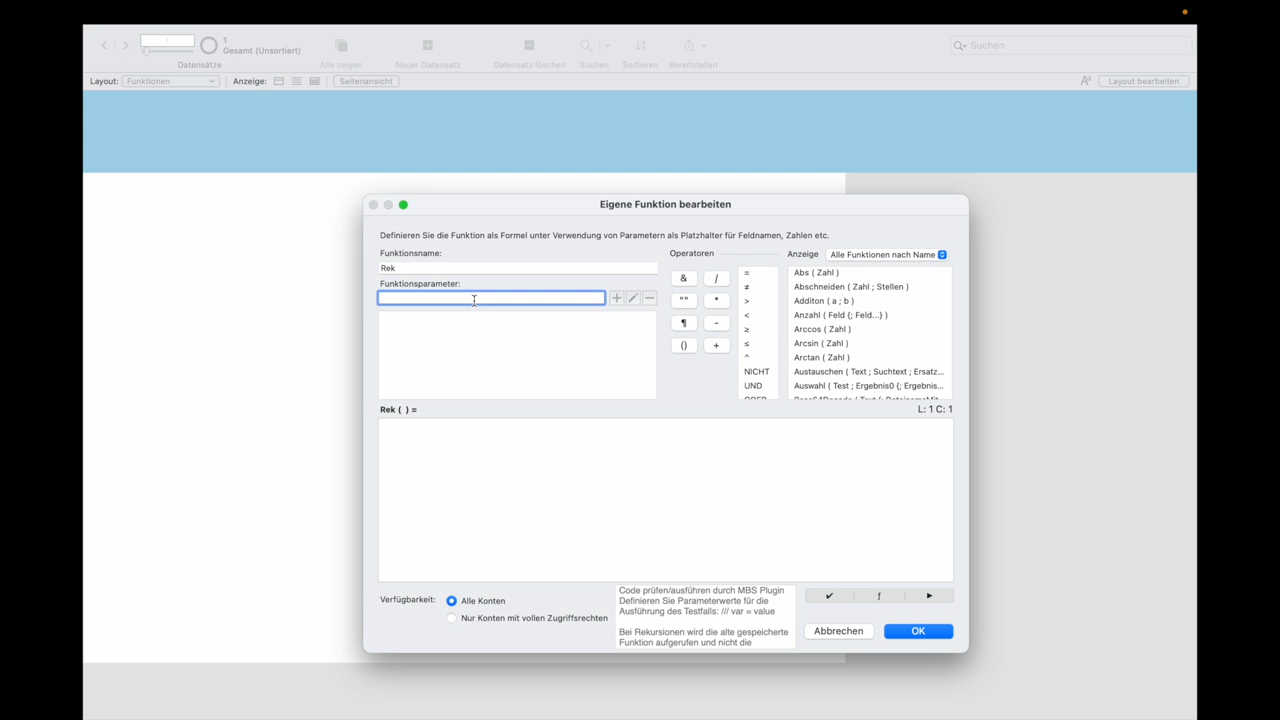 1
1
Gesamt (Unsortiert)
Datensätze
Alle zeigen
Neuer Datensatz
Datensatz löschen
Suchen
Sortieren
Bereitstellen
Suchen
Layout: Funktionen
Anzeige:
Seitenansicht
Aª
Layout bearbeiten
Eigene Funktion bearbeiten
Definieren Sie die Funktion als Formel unter Verwendung von Parametern als Platzhalter für Feldnamen, Zahlen etc.
Funktionsname:
Rek
Funktionsparameter:
Operatoren
& /
"" *
¶ -
() +
=
≠
>
<
≥
≤
^
NICHT
UND
ODER
Anzeige Alle Funktionen nach Name
Abs ( Zahl )
Abschneiden ( Zahl ; Stellen )
Additon ( a ; b )
Anzahl ( Feld {; Feld...} )
Arccos ( Zahl )
Arcsin ( Zahl )
Arctan ( Zahl )
Austauschen ( Text ; Suchtext ; Ersatz...
Auswahl ( Test ; Ergebnis0 {; Ergebnis...
Rek ( ) =
L: 1 C: 1
Verfügbarkeit:
Alle Konten
Nur Konten mit vollen Zugriffsrechten
Code prüfen/ausführen durch MBS Plugin
Definieren Sie Parameterwerte für die
Ausführung des Testfalls: /// var = value
Bei Rekursionen wird die alte gespeicherte
Funktion aufgerufen und nicht die
✔ ƒ ▶
Abbrechen
OK